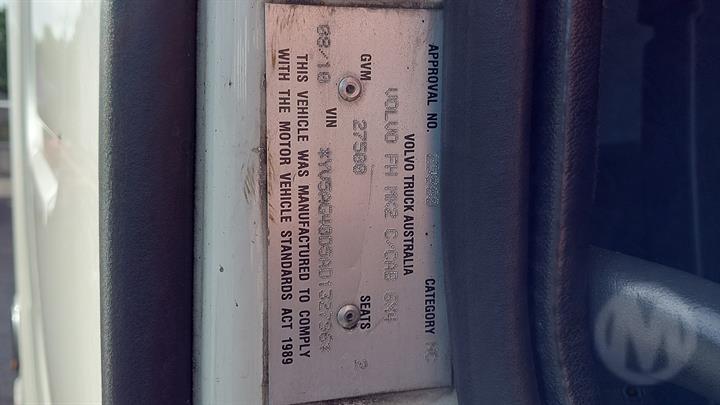 APPROVAL NO. CATEGORY NC
VOLVO TRUCK AUSTRALIA
VOLVO FH MK2 C/CAB 6X4
GVM 27500 SEATS 2
08/10 VIN
THIS VEHICLE WAS MANUFACTURED TO COMPLY
WITH THE MOTOR VEHICLE STANDARDS ACT 1989
M